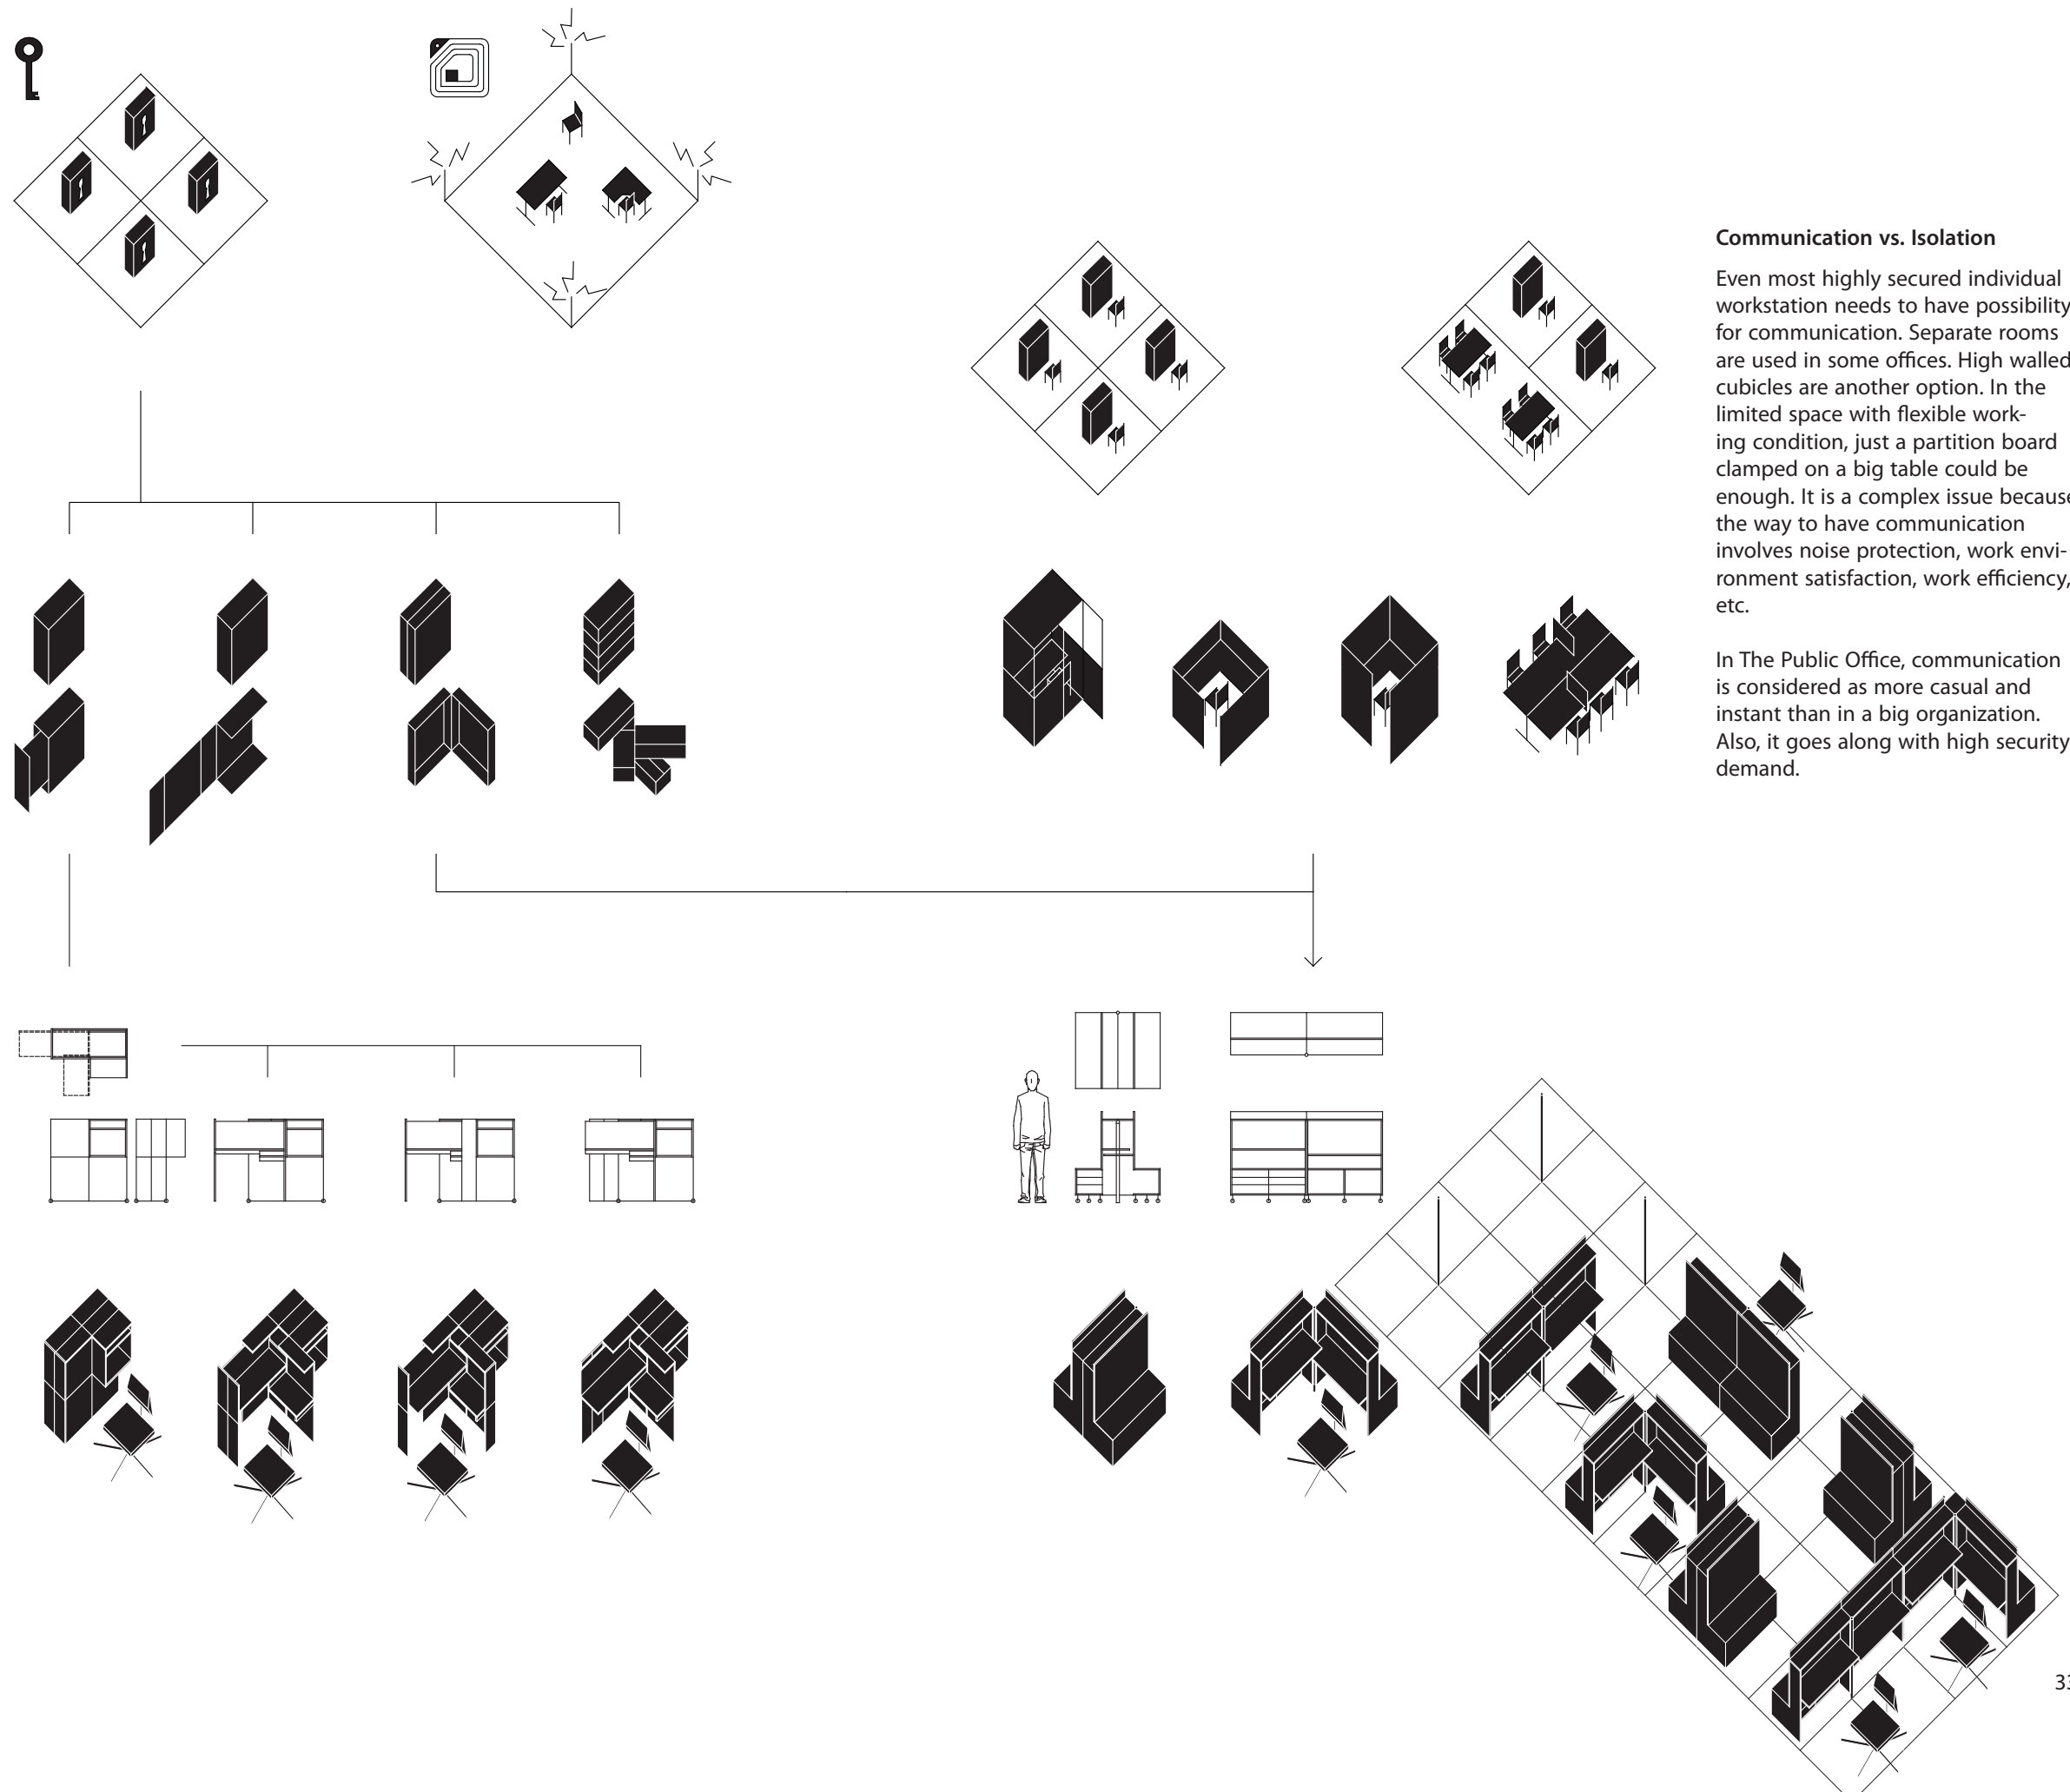 Communication vs. Isolation
Even most highly secured individual
workstation needs to have possibility
for communication. Separate rooms
are used in some offices. High walled
cubicles are another option. In the
limited space with flexible work-
ing condition, just a partition board
clamped on a big table could be
enough. It is a complex issue because
the way to have communication
involves noise protection, work envi-
ronment satisfaction, work efficiency,
etc.
In The Public Office, communication
is considered as more casual and
instant than in a big organization.
Also, it goes along with high security
demand.
33